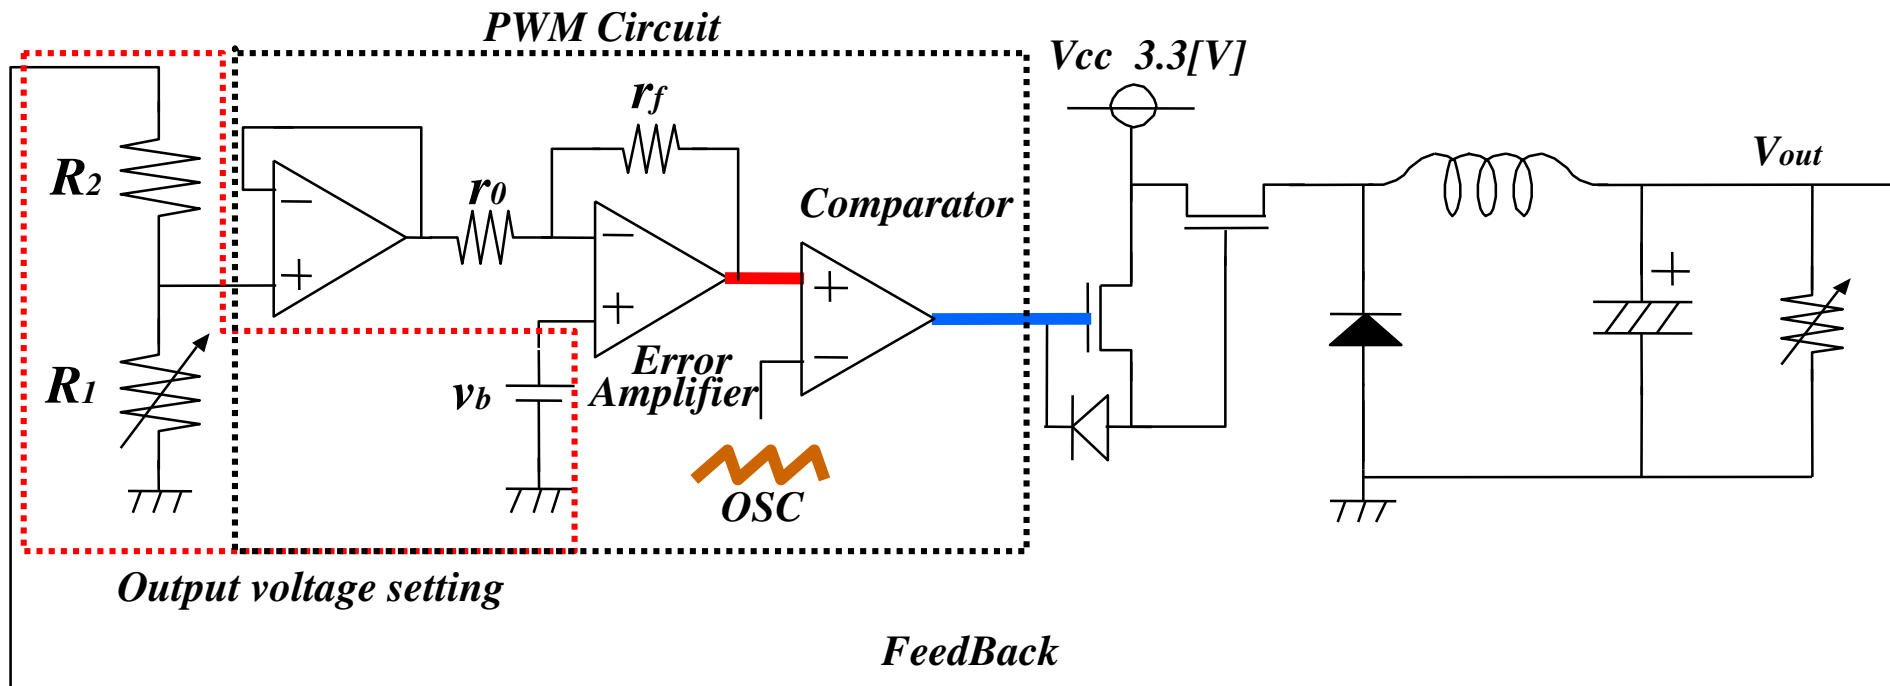 PWM Circuit
Vcc 3.3[V]
rf
R2
r0
Comparator
Vout
−
+
−
+
+
−
+
R1
vb
Error
Amplifier
OSC
Output voltage setting
FeedBack